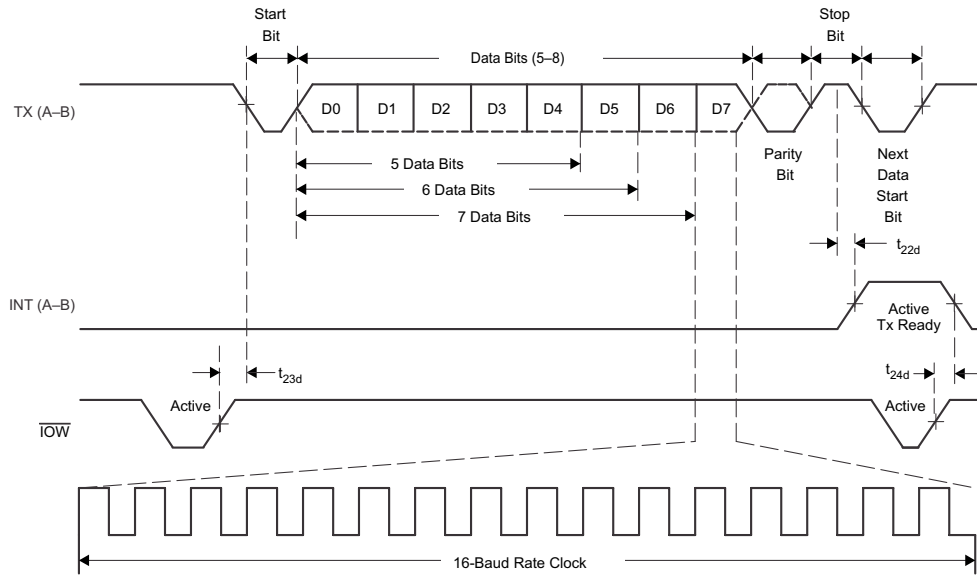 Start
Bit
Stop
Bit
Data Bits (5–8)
TX (A–B)
D0 D1 D2 D3 D4 D5 D6 D7
5 Data Bits
6 Data Bits
7 Data Bits
Parity
Bit
Next
Data
Start
Bit
t22d
INT (A–B)
Active
Tx Ready
t23d
t24d
IOW
Active
Active
16-Baud Rate Clock